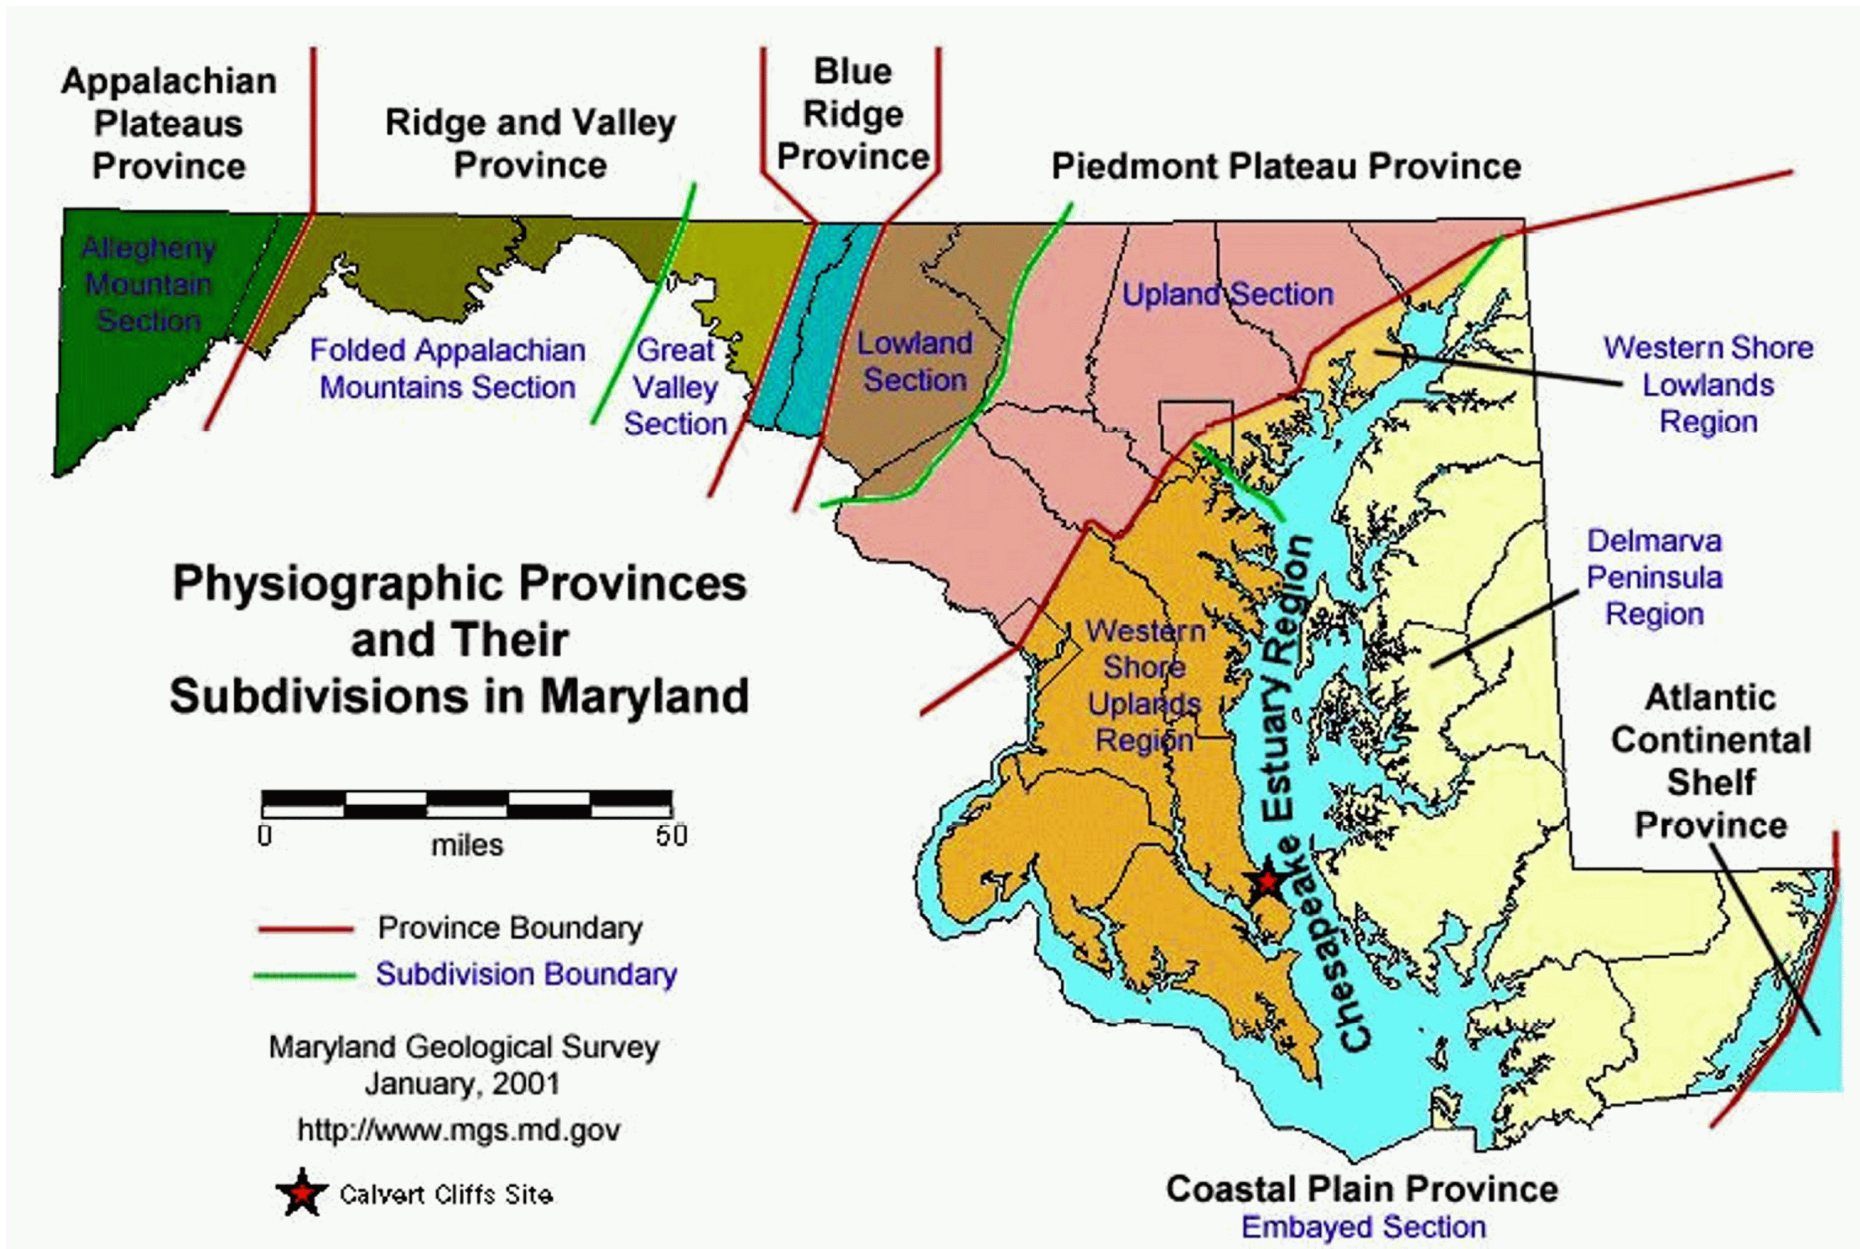 Appalachian
Plateaus
Province
Ridge and Valley
Province
Blue
Ridge
Province
Piedmont Plateau Province
Allegheny
Mountain
Section
Folded Appalachian
Mountains Section
Great
Valley
Section
Lowland
Section
Upland Section
Western Shore
Lowlands
Region
Delmarva
Peninsula
Region
Western
Shore
Uplands
Region
Chesapeake Estuary Region
Atlantic
Continental
Shelf
Province
Physiographic Provinces
and Their
Subdivisions in Maryland
0 50
miles
Province Boundary
Subdivision Boundary
Maryland Geological Survey
January, 2001
http://www.mgs.md.gov
Calvert Cliffs Site
Coastal Plain Province
Embayed Section